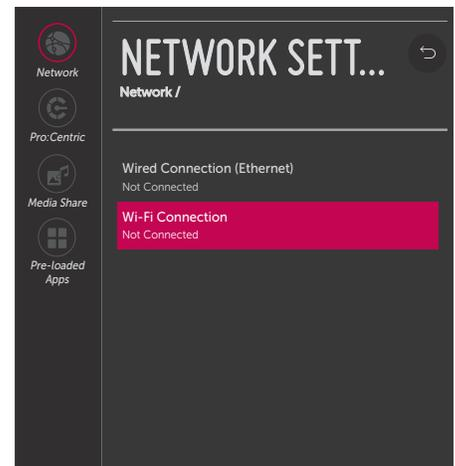 Network
Pro:Centric
Media Share
Pre-loaded
Apps
NETWORK SETT...
Network /
Wired Connection (Ethernet)
Not Connected
Wi-Fi Connection
Not Connected